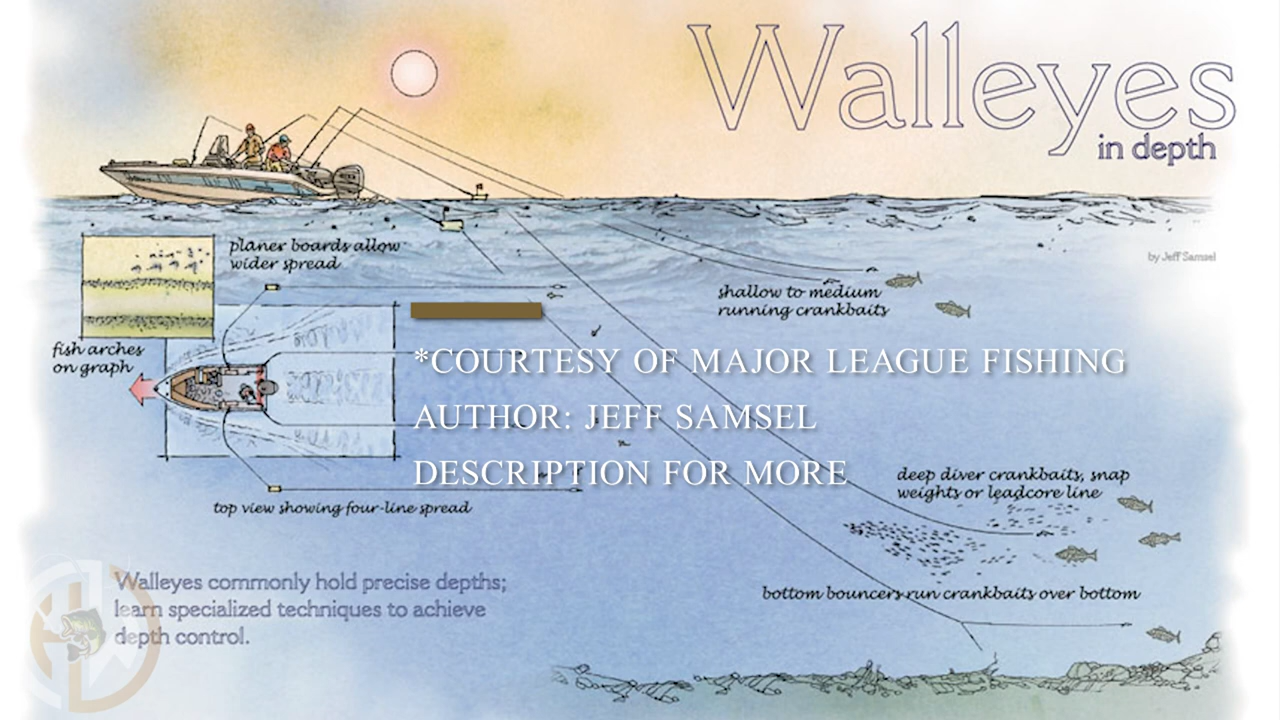 Walleyes
in depth
by Jeff Samsel
planer boards allow
wider spread
shallow to medium
running crankbaits
fish arches
on graph
*COURTESY OF MAJOR LEAGUE FISHING
AUTHOR: JEFF SAMSEL
DESCRIPTION FOR MORE
deep diver crankbaits, snap
weights or leadcore line
top view showing four-line spread
bottom bouncers run crankbaits over bottom
Walleyes commonly hold precise depths;
learn specialized techniques to achieve
depth control.